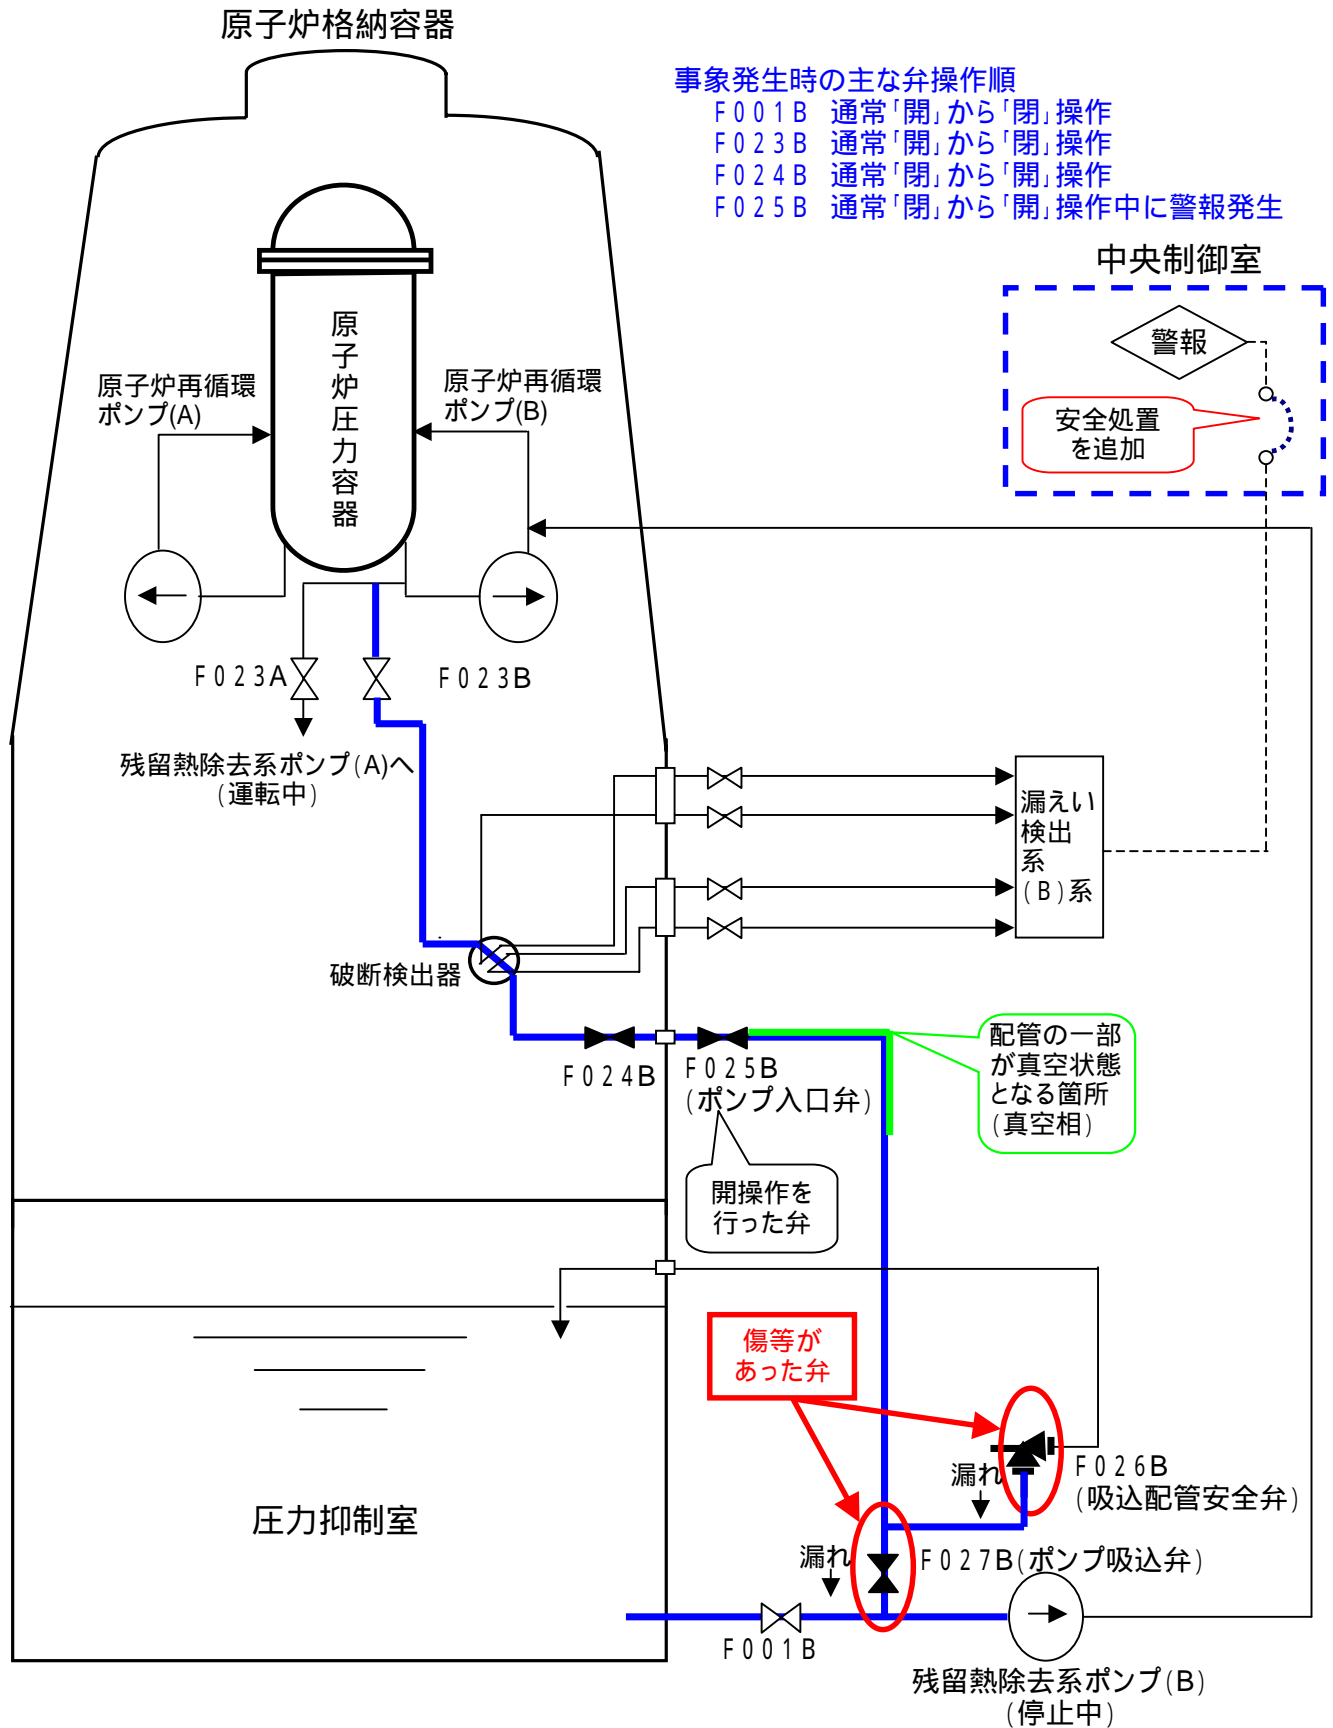 原子炉格納容器
事象発生時の主な弁操作順
F001B 通常「開」から「閉」操作
F023B 通常「開」から「閉」操作
F024B 通常「閉」から「開」操作
F025B 通常「閉」から「開」操作中に警報発生
中央制御室
警報
安全処置
を追加
原子炉圧力容器
原子炉再循環
ポンプ(A)
原子炉再循環
ポンプ(B)
F023A
F023B
残留熱除去系ポンプ(A)へ
(運転中)
漏えい
検出
系
(B)系
破断検出器
F024B
F025B
(ポンプ入口弁)
配管の一部
が真空状態
となる箇所
(真空相)
開操作を
行った弁
傷等が
あった弁
漏れ
F026B
(吸込配管安全弁)
圧力抑制室
漏れ
F027B(ポンプ吸込弁)
F001B
残留熱除去系ポンプ(B)
(停止中)